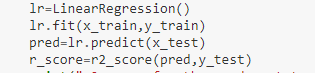 lr=LinearRegression()
lr.fit(x_train,y_train)
pred=lr.predict(x_test)
r_score=r2_score(pred,y_test)